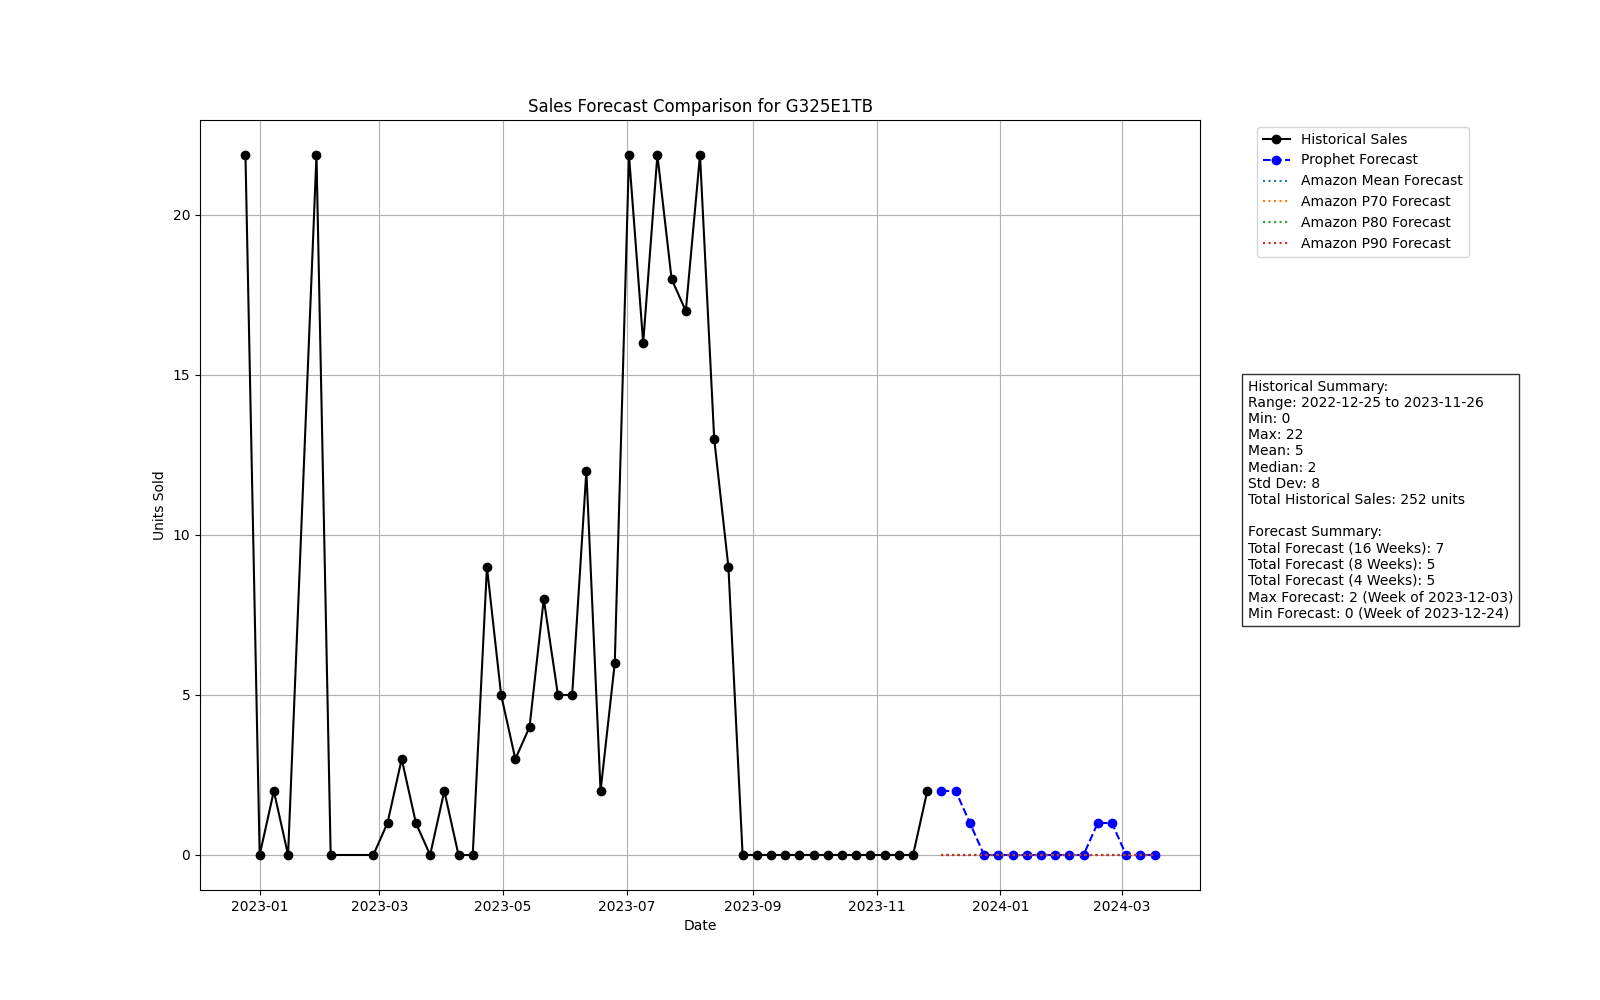 Sales Forecast Comparison for G325E1TB
Historical Sales
Prophet Forecast
Amazon Mean Forecast
Amazon P70 Forecast
Amazon P80 Forecast
Amazon P90 Forecast
20
15
10
5
0
Units Sold
2023-01 2023-03 2023-05 2023-07 2023-09 2023-11 2024-01 2024-03
Date
Historical Summary:
Range: 2022-12-25 to 2023-11-26
Min: 0
Max: 22
Mean: 5
Median: 2
Std Dev: 8
Total Historical Sales: 252 units
Forecast Summary:
Total Forecast (16 Weeks): 7
Total Forecast (8 Weeks): 5
Total Forecast (4 Weeks): 5
Max Forecast: 2 (Week of 2023-12-03)
Min Forecast: 0 (Week of 2023-12-24)